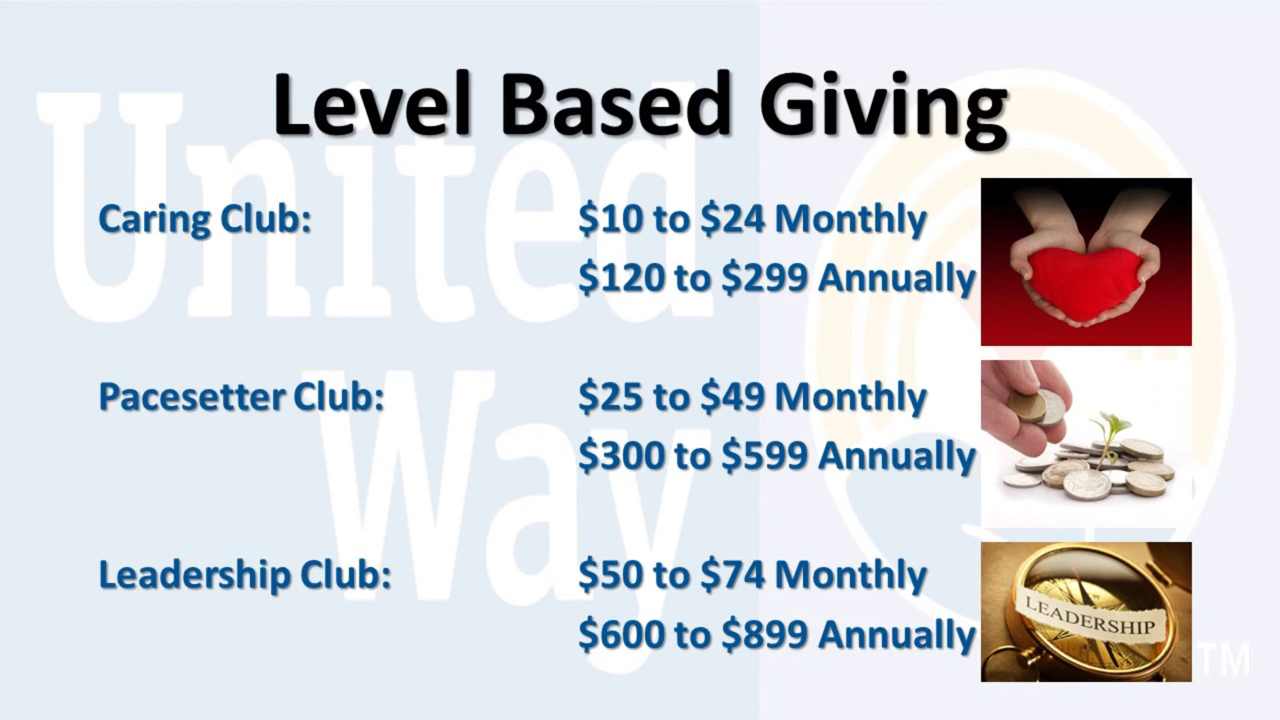 Level Based Giving
Caring Club: $10 to $24 Monthly
$120 to $299 Annually
Pacesetter Club: $25 to $49 Monthly
$300 to $599 Annually
Leadership Club: $50 to $74 Monthly
$600 to $899 Annually
LEADERSHIP
United
Way
TM